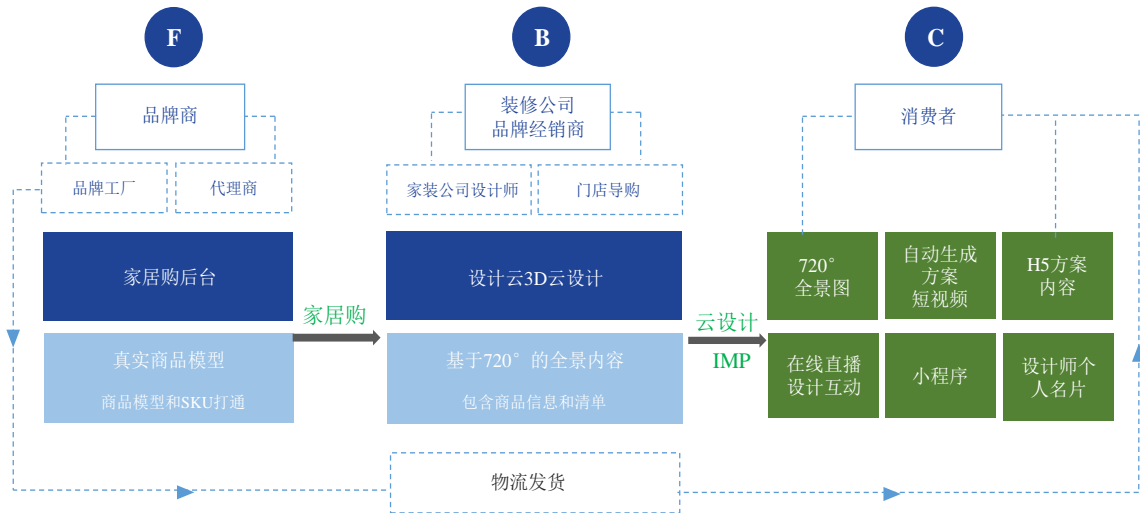 F
B
C
品牌商
装修公司
品牌经销商
消费者
品牌工厂
代理商
家装公司设计师
门店导购
家居购后台
设计云3D云设计
720°
全景图
自动生成
方案
短视频
H5方案
内容
家居购
云设计
IMP
真实商品模型
商品模型和SKU打通
基于720°的全景内容
包含商品信息和清单
在线直播
设计互动
小程序
设计师个
人名片
物流发货